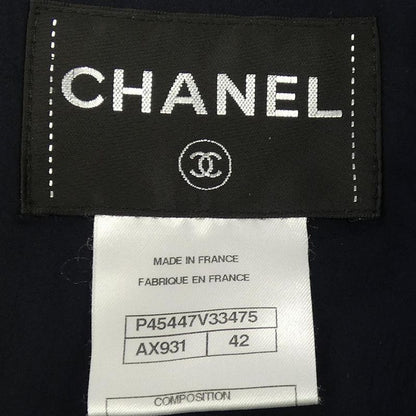 CHANEL
MADE IN FRANCE
FABRIQUE EN FRANCE
P45447V33475
AX931 42
COMPOSITION